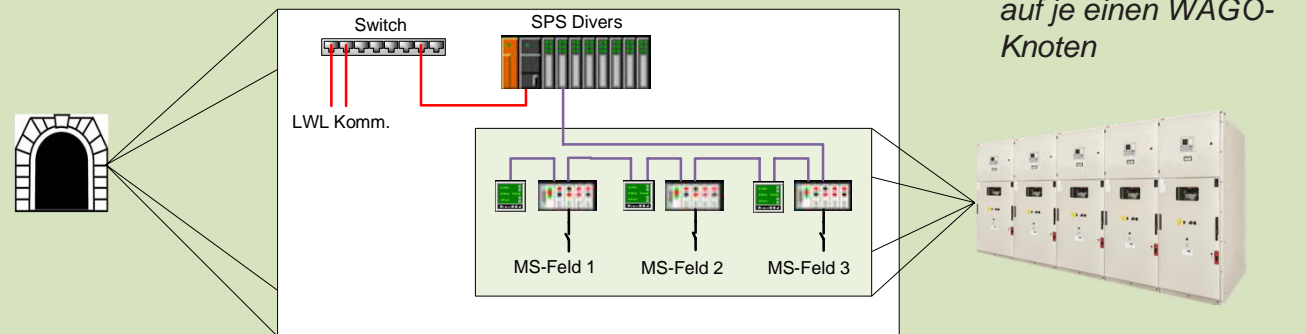 auf je einen WAGO-
Knoten
Switch
SPS Divers
LWL Komm.
MS-Feld 1
MS-Feld 2
MS-Feld 3